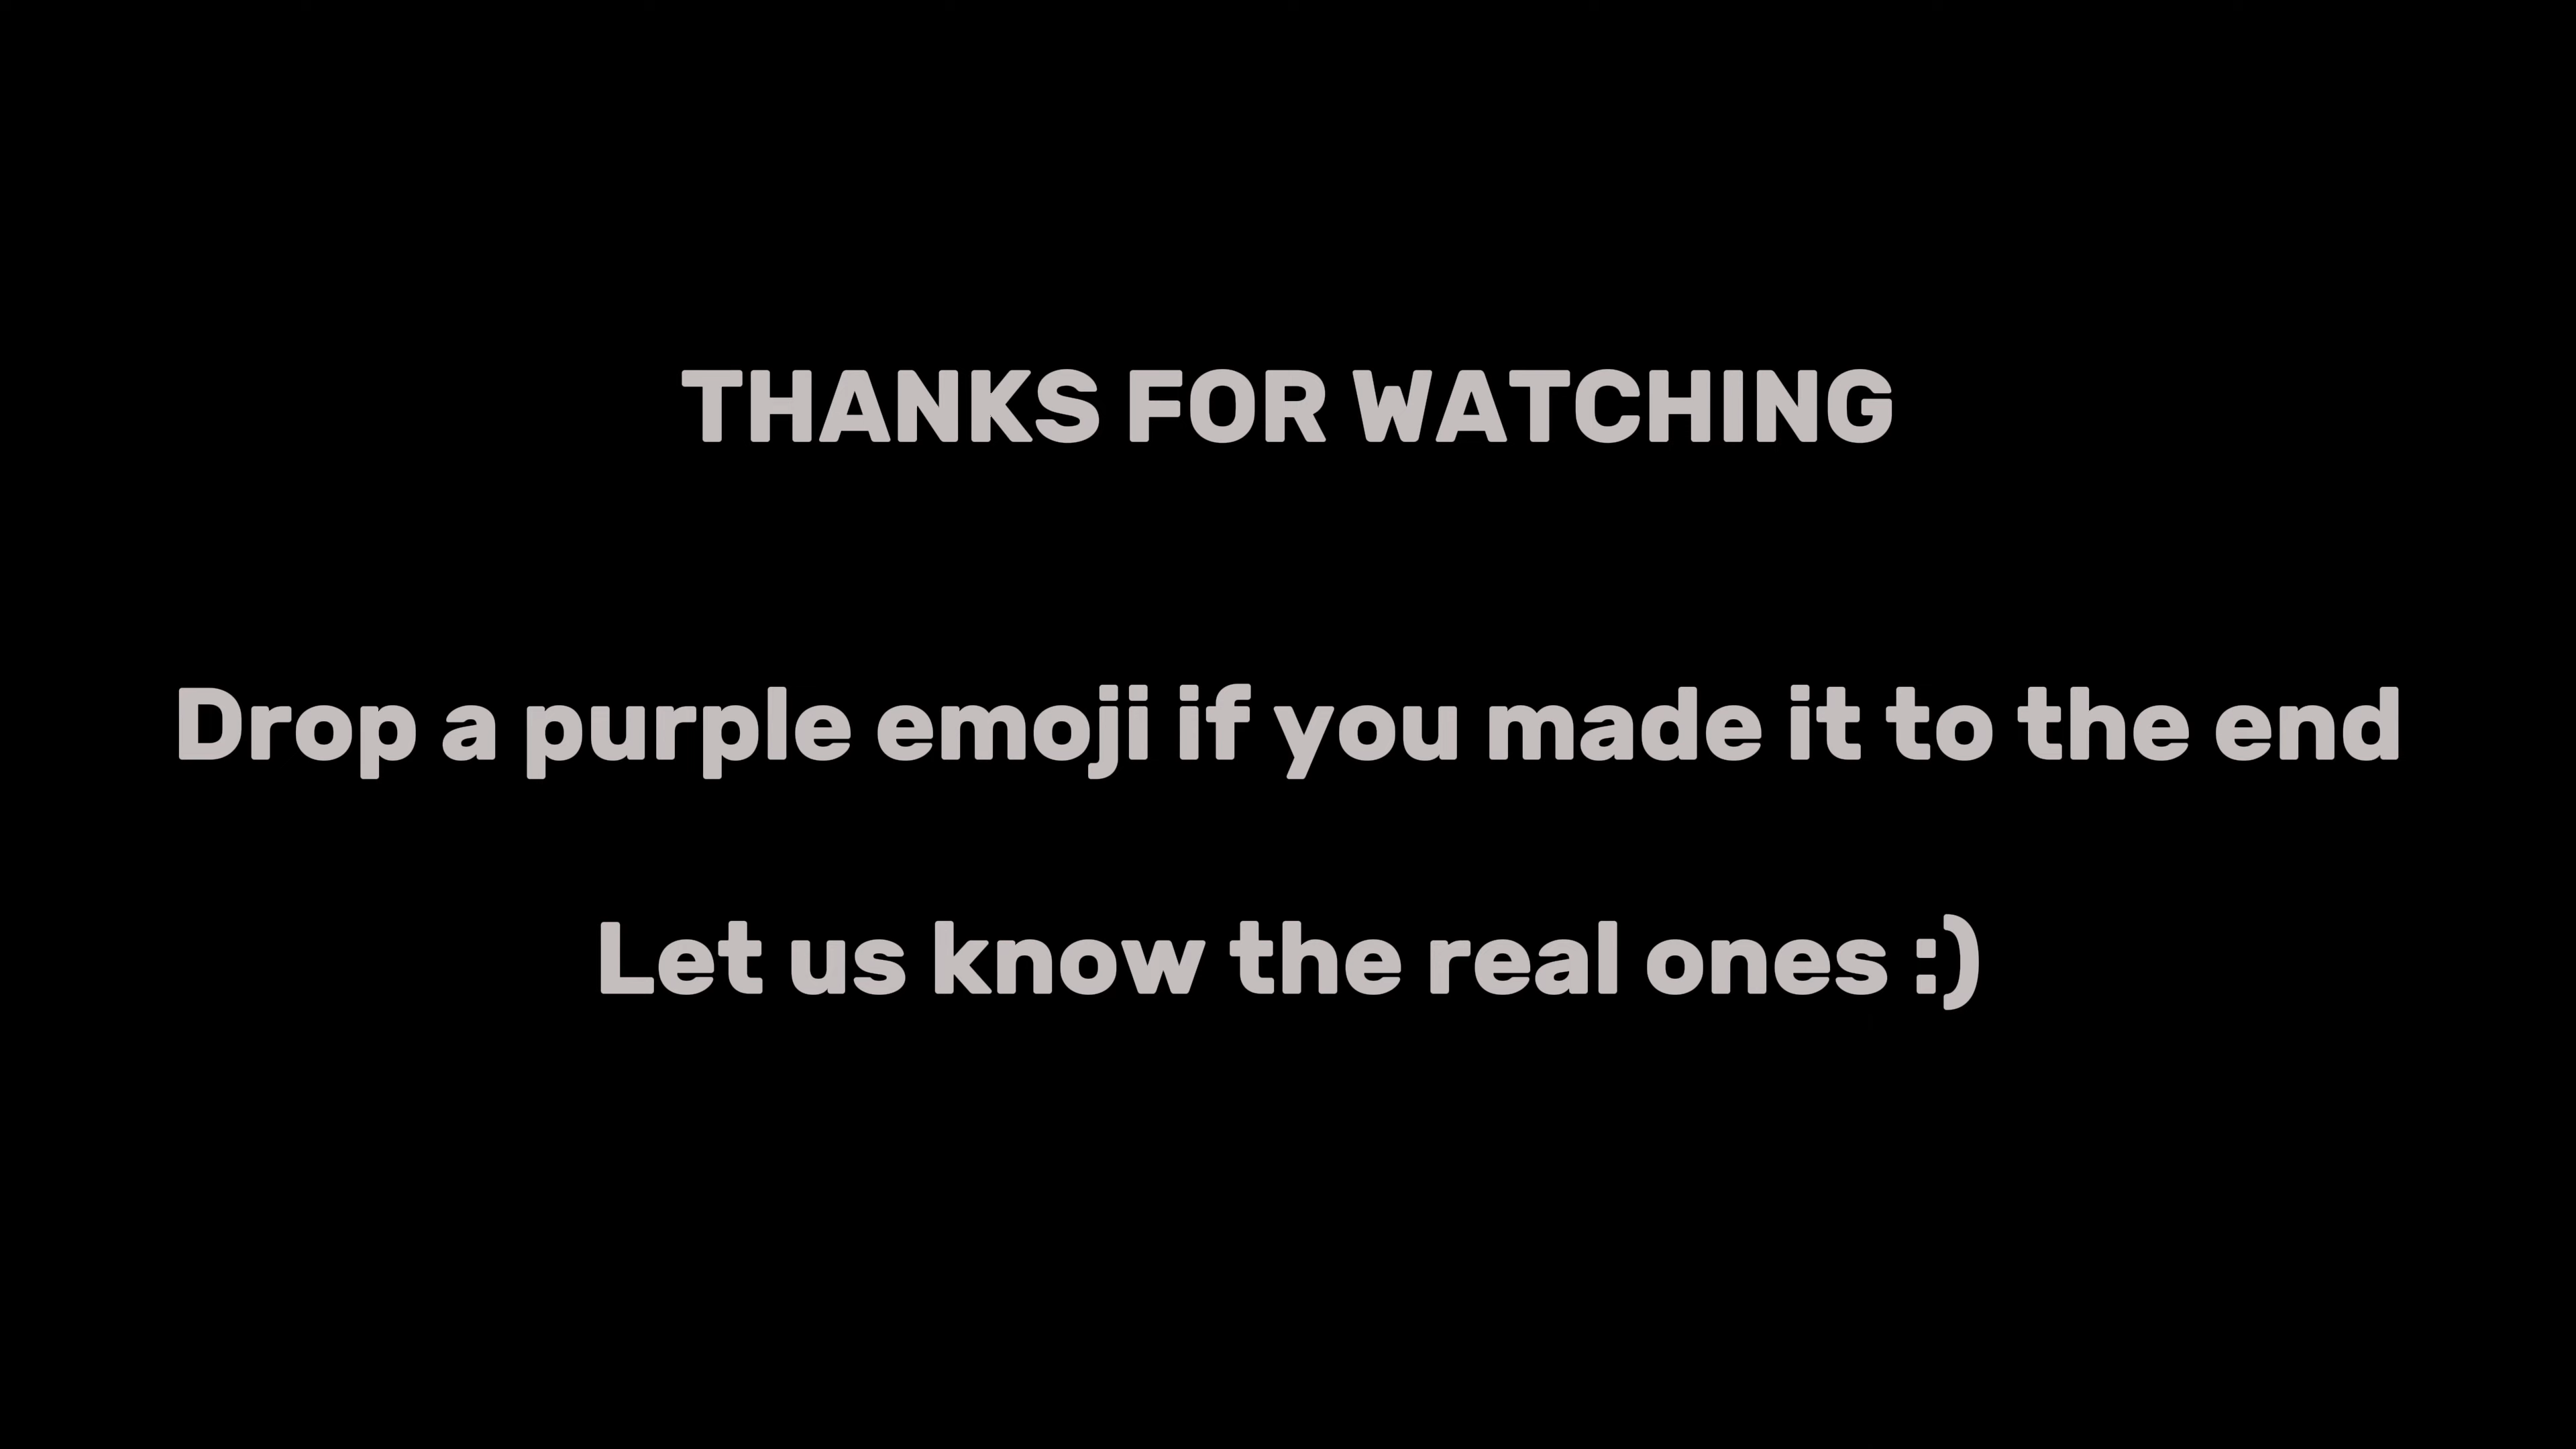 THANKS FOR WATCHING
Drop a purple emoji if you made it to the end
Let us know the real ones :)